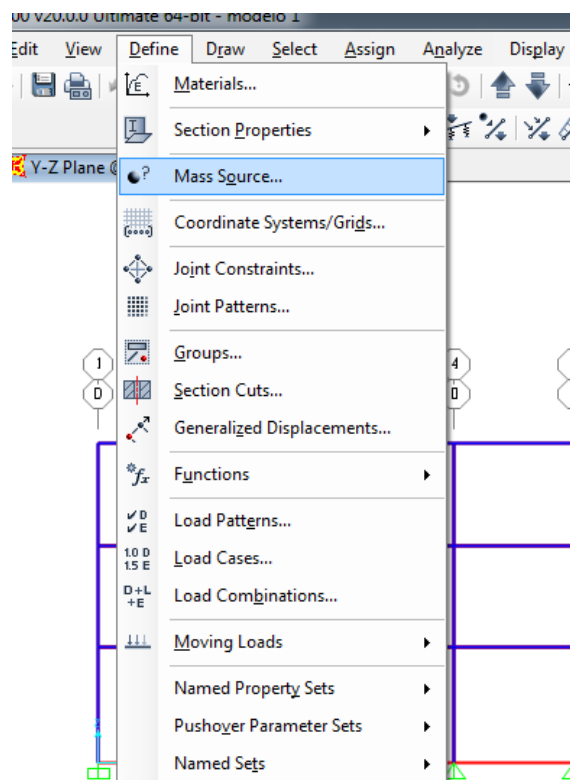 00 v20.0.0 Ultimate 64-bit - modelo 1
Edit View Define Draw Select Assign Analyze Display
Materials...
Section Properties
Y-Z Plane @
Mass Source...
Coordinate Systems/Grids...
Joint Constraints...
Joint Patterns...
1 Groups... 4
D Section Cuts... D
Generalized Displacements...
Functions
Load Patterns...
Load Cases...
Load Combinations...
Moving Loads
Named Property Sets
Pushover Parameter Sets
Named Sets